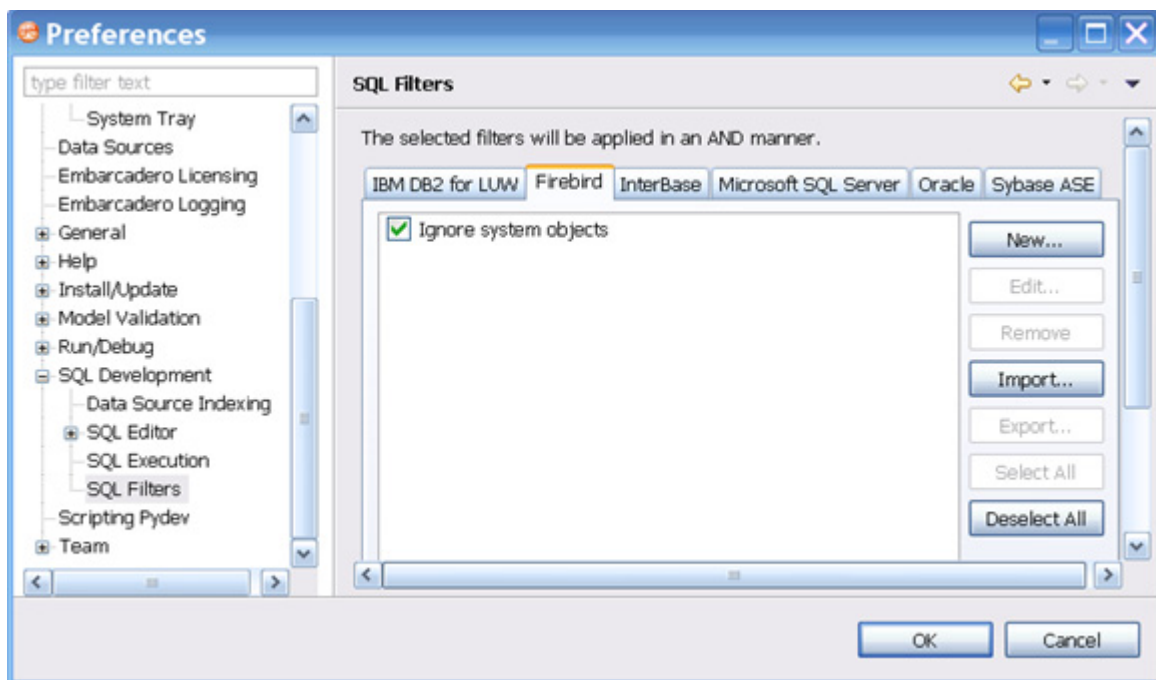 Preferences
type filter text
System Tray
Data Sources
Embarcadero Licensing
Embarcadero Logging
General
Help
Install/Update
Model Validation
Run/Debug
SQL Development
Data Source Indexing
SQL Editor
SQL Execution
SQL Filters
Scripting Pydev
Team
SQL Filters
The selected filters will be applied in an AND manner.
IBM DB2 for LUW Firebird InterBase Microsoft SQL Server Oracle Sybase ASE
Ignore system objects
New...
Edit...
Remove
Import...
Export...
Select All
Deselect All
OK Cancel